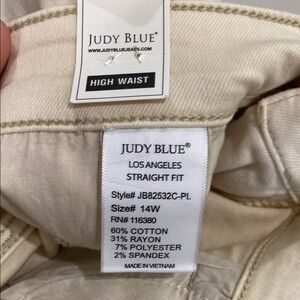 JUDY BLUE®
WWW.JUDYBLUEJEANS.COM
HIGH WAIST
JUDY BLUE®
LOS ANGELES
STRAIGHT FIT
Style# JB82532C-PL
Size# 14W
RN# 116380
60% COTTON
31% RAYON
7% POLYESTER
2% SPANDEX
MADE IN VIETNAM